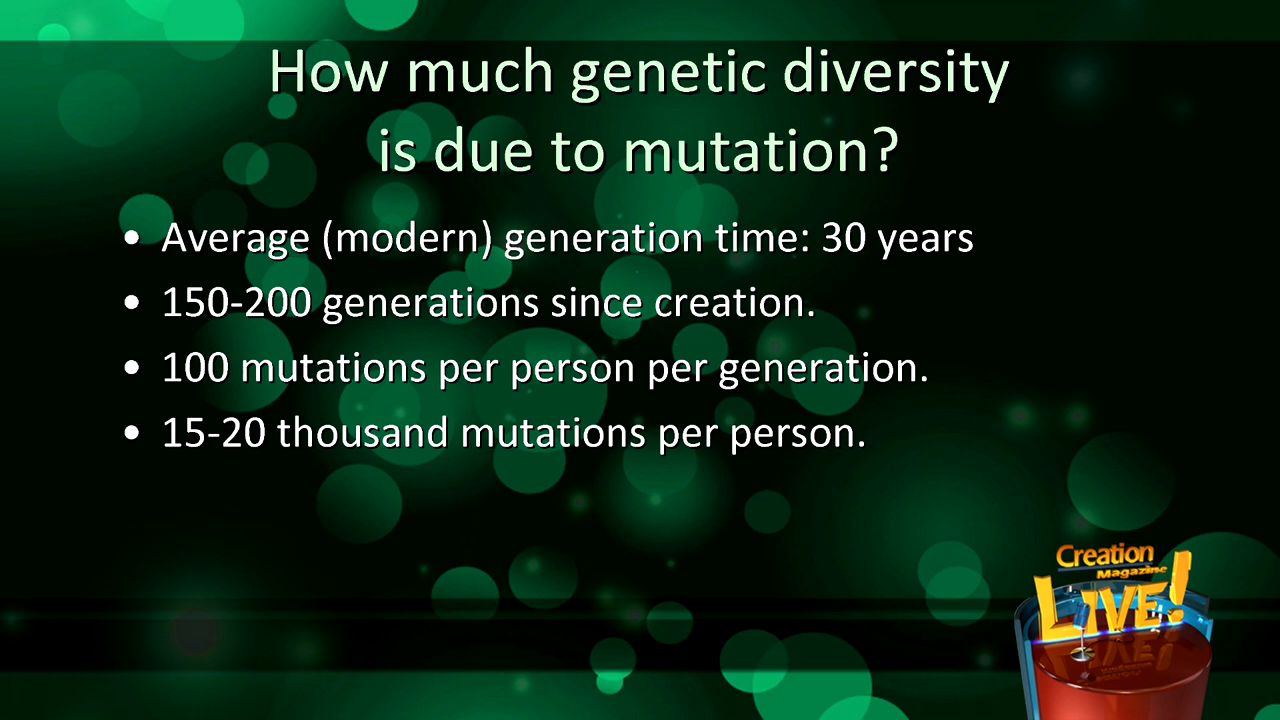 How much genetic diversity
is due to mutation?
• Average (modern) generation time: 30 years
• 150-200 generations since creation.
• 100 mutations per person per generation.
• 15-20 thousand mutations per person.
Creation
Magazine
LIVE!